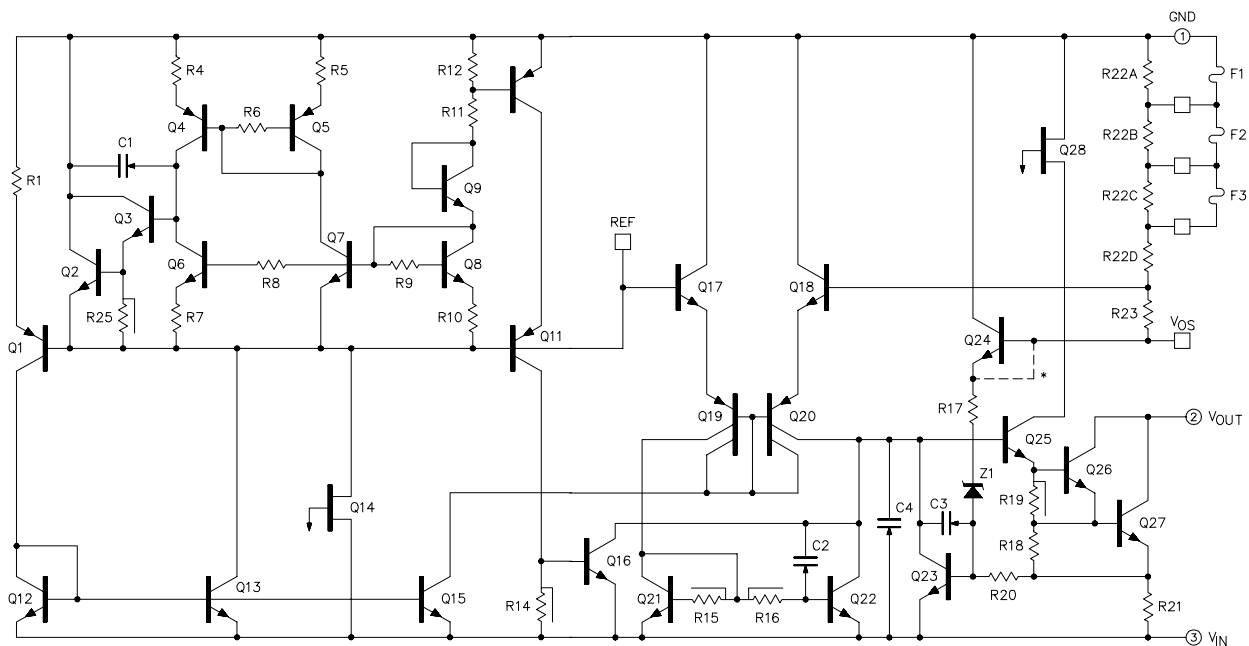 GND
1
R4
R5
R12
R22A
F1
R6
R11
Q4
Q5
C1
R22B
F2
Q28
R1
Q9
R22C
F3
Q3
REF
Q7
Q2
Q6
R8
R9
Q8
Q17
Q18
R22D
R25
R7
R10
R23
VOS
Q24
Q1
Q11
*
R17
Q19
Q20
2
VOUT
Q25
Q26
Z1
R19
Q14
C3
C4
Q27
C2
R18
Q16
Q23
Q12
Q13
Q15
R14
Q21
R15
R16
Q22
R20
R21
3
VIN